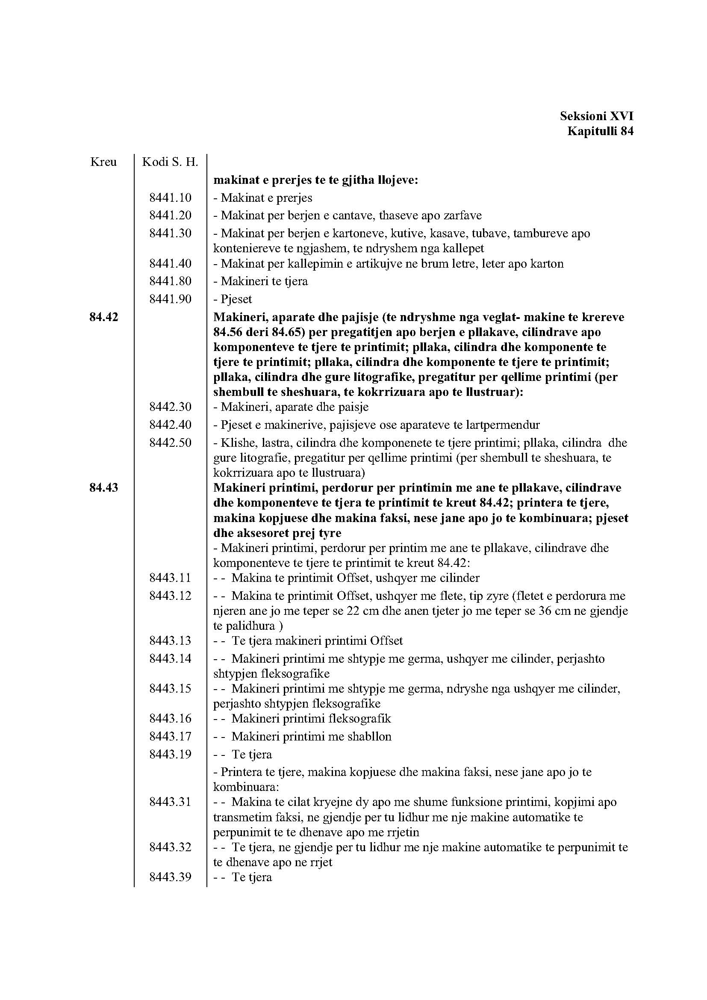 Seksioni XVI
Kapitulli 84
Kreu Kodi S. H.
makinat e prerjes te te gjitha llojeve:
8441.10 - Makinat e prerjes
8441.20 - Makinat per berjen e cantave, thaseve apo zarfave
8441.30 - Makinat per berjen e kartoneve, kutive, kasave, tubave, tambureve apo
konteniereve te ngjashem, te ndryshem nga kallepet
8441.40 - Makinat per kallepimin e artikujve ne brum letre, leter apo karton
8441.80 - Makineri te tjera
8441.90 - Pjeset
84.42 Makineri, aparate dhe pajisje (te ndryshme nga veglat- makine te krereve
84.56 deri 84.65) per pregatitjen apo berjen e pllakave, cilindrave apo
komponenteve te tjere te printimit; pllaka, cilindra dhe komponente te
tjere te printimit; pllaka, cilindra dhe komponente te tjere te printimit;
pllaka, cilindra dhe gure litografike, pregatitur per qellime printimi (per
shembull te sheshuara, te kokrrizuara apo te llustruar):
8442.30 - Makineri, aparate dhe paisje
8442.40 - Pjeset e makinerive, pajisjeve ose aparateve te lartpermendur
8442.50 - Klishe, lastra, cilindra dhe komponenete te tjere printimi; pllaka, cilindra  dhe
gure litografie, pregatitur per qellime printimi (per shembull te sheshuara, te
kokrrizuara apo te llustruara)
84.43 Makineri printimi, perdorur per printimin me ane te pllakave, cilindrave
dhe komponenteve te tjera te printimit te kreut 84.42; printera te tjere,
makina kopjuese dhe makina faksi, nese jane apo jo te kombinuara; pjeset
dhe aksesoret prej tyre
- Makineri printimi, perdorur per printim me ane te pllakave, cilindrave dhe
komponenteve te tjere te printimit te kreut 84.42:
8443.11 - -  Makina te printimit Offset, ushqyer me cilinder
8443.12 - -  Makina te printimit Offset, ushqyer me flete, tip zyre (fletet e perdorura me
njeren ane jo me teper se 22 cm dhe anen tjeter jo me teper se 36 cm ne gjendje
te palidhura )
8443.13 - -  Te tjera makineri printimi Offset
8443.14 - -  Makineri printimi me shtypje me germa, ushqyer me cilinder, perjashto
shtypjen fleksografike
8443.15 - -  Makineri printimi me shtypje me germa, ndryshe nga ushqyer me cilinder,
perjashto shtypjen fleksografike
8443.16 - -  Makineri printimi fleksografik
8443.17 - -  Makineri printimi me shabllon
8443.19 - -  Te tjera
- Printera te tjere, makina kopjuese dhe makina faksi, nese jane apo jo te
kombinuara:
8443.31 - -  Makina te cilat kryejne dy apo me shume funksione printimi, kopjimi apo
transmetim faksi, ne gjendje per tu lidhur me nje makine automatike te
perpunimit te te dhenave apo me rrjetin
8443.32 - -  Te tjera, ne gjendje per tu lidhur me nje makine automatike te perpunimit te
te dhenave apo ne rrjet
8443.39 - -  Te tjera